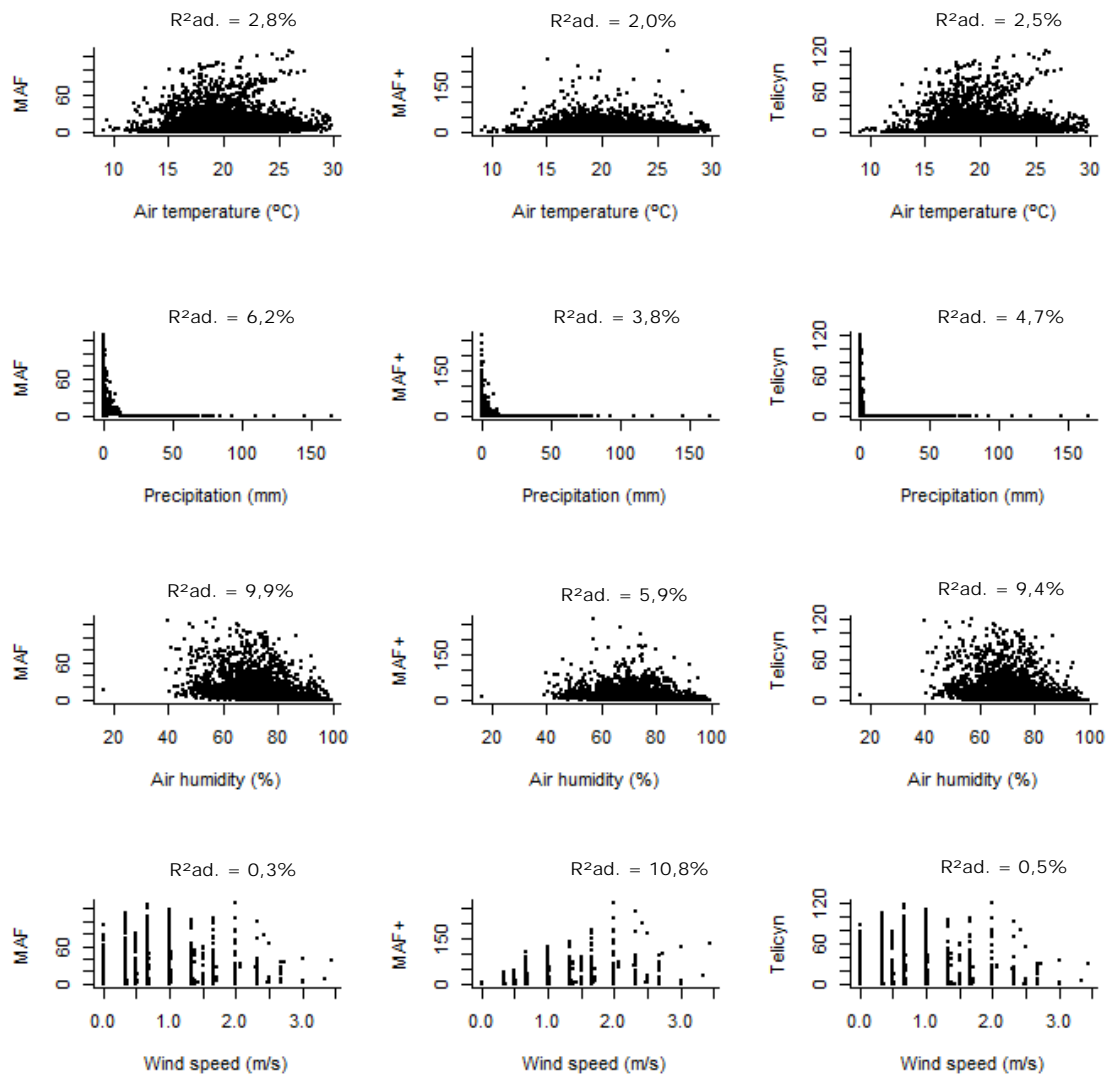 R²ad. = 2,8%
R²ad. = 2,0%
R²ad. = 2,5%
MAF
0 60
10 15 20 25 30
Air temperature (ºC)
MAF+
0 150
10 15 20 25 30
Air temperature (ºC)
Telicyn
0 60 120
10 15 20 25 30
Air temperature (ºC)
R²ad. = 6,2%
R²ad. = 3,8%
R²ad. = 4,7%
MAF
0 60
0 50 100 150
Precipitation (mm)
MAF+
0 150
0 50 100 150
Precipitation (mm)
Telicyn
0 60 120
0 50 100 150
Precipitation (mm)
R²ad. = 9,9%
R²ad. = 5,9%
R²ad. = 9,4%
MAF
0 60
20 40 60 80 100
Air humidity (%)
MAF+
0 150
20 40 60 80 100
Air humidity (%)
Telicyn
0 60 120
20 40 60 80 100
Air humidity (%)
R²ad. = 0,3%
R²ad. = 10,8%
R²ad. = 0,5%
MAF
0 60
0.0 1.0 2.0 3.0
Wind speed (m/s)
MAF+
0 150
0.0 1.0 2.0 3.0
Wind speed (m/s)
Telicyn
0 60 120
0.0 1.0 2.0 3.0
Wind speed (m/s)